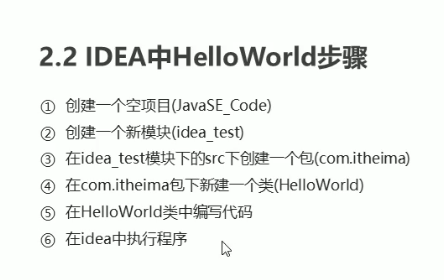 2.2 IDEA中HelloWorld步骤
① 创建一个空项目(JavaSE_Code)
② 创建一个新模块(idea_test)
③ 在idea_test模块下的src下创建一个包(com.itheima)
④ 在com.itheima包下新建一个类(HelloWorld)
⑤ 在HelloWorld类中编写代码
⑥ 在idea中执行程序